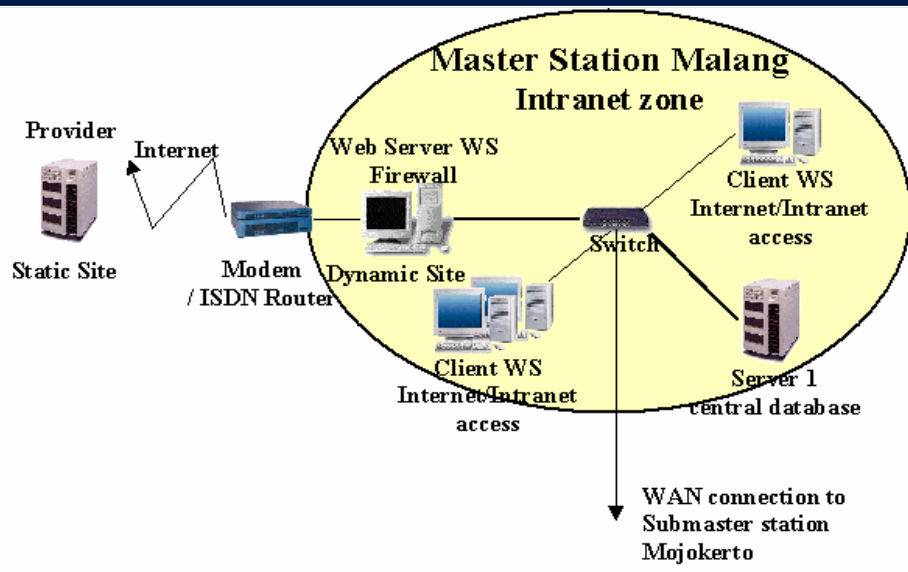 Master Station Malang
Intranet zone
Provider
Internet
Static Site
Modem
/ ISDN Router
Web Server WS
Firewall
Dynamic Site
Switch
Client WS
Internet/Intranet
access
Client WS
Internet/Intranet
access
Server 1
central database
WAN connection to
Submaster station
Mojokerto